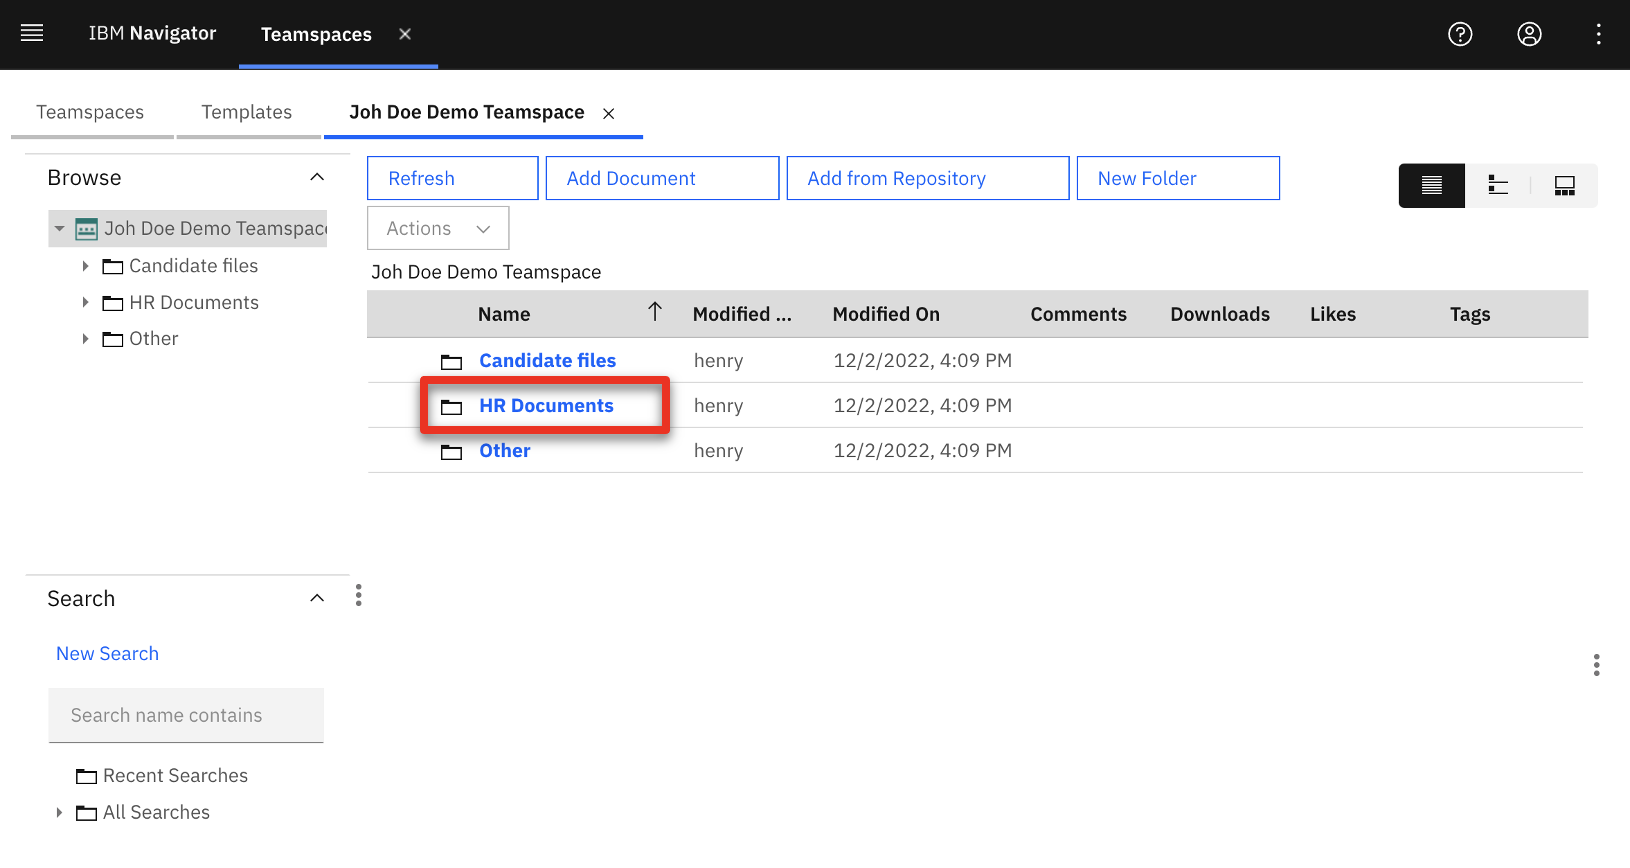 IBM Navigator
Teamspaces
Teamspaces
Templates
Joh Doe Demo Teamspace
Browse
Joh Doe Demo Teamspac
Candidate files
HR Documents
Other
Refresh
Add Document
Add from Repository
New Folder
Actions
Joh Doe Demo Teamspace
Name Modified ... Modified On Comments Downloads Likes Tags
Candidate files henry 12/2/2022, 4:09 PM
HR Documents henry 12/2/2022, 4:09 PM
Other henry 12/2/2022, 4:09 PM
Search
New Search
Search name contains
Recent Searches
All Searches